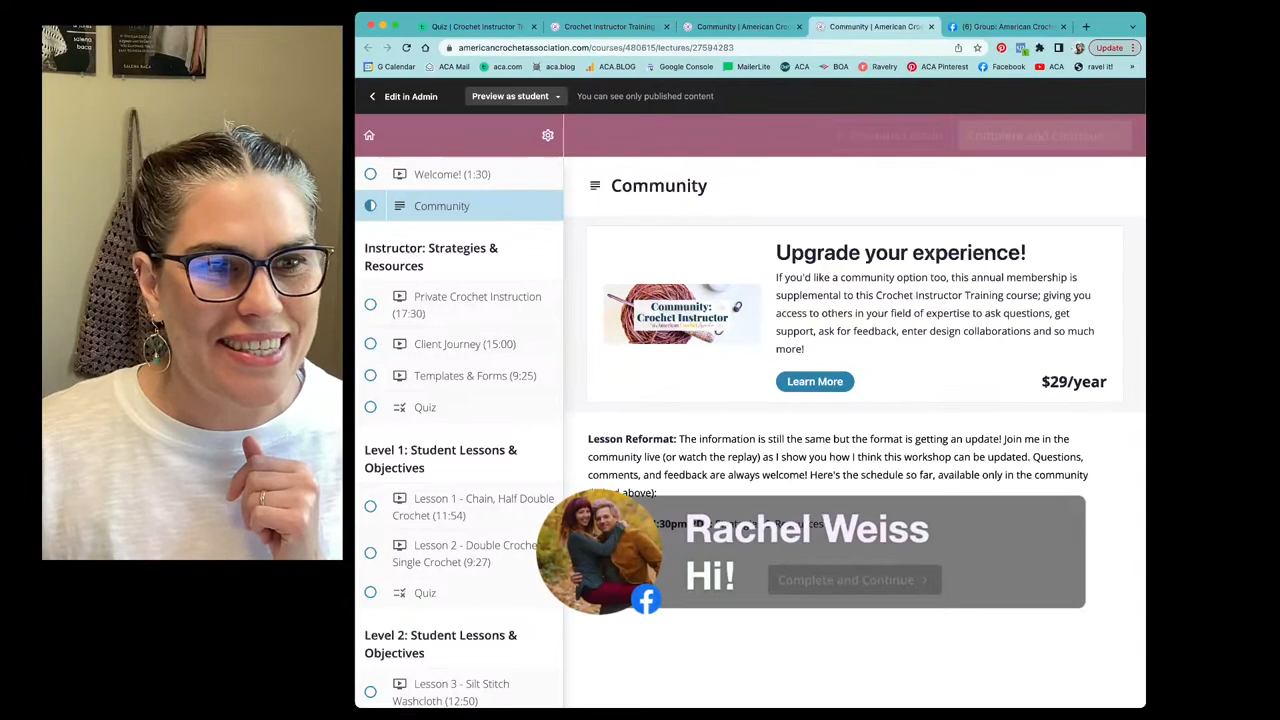 salena
baca
SALENA BACA
Quiz | Crochet Instructor Tr
Crochet Instructor Training
Community | American Cro
Community | American Cro
(6) Group: American Croch
americancrochetassociation.com/courses/480615/lectures/27594283
Update
G Calendar
ACA Mail
aca.com
aca.blog
ACA.BLOG
Google Console
MailerLite
ACA
BOA
Ravelry
ACA Pinterest
Facebook
ACA
ravel it!
Edit in Admin
Preview as student
You can see only published content
Complete and Continue
Welcome! (1:30)
Community
Instructor: Strategies &
Resources
Private Crochet Instruction
(17:30)
Client Journey (15:00)
Templates & Forms (9:25)
Quiz
Level 1: Student Lessons &
Objectives
Lesson 1 - Chain, Half Double
Crochet (11:54)
Lesson 2 - Double Croche
Single Crochet (9:27)
Quiz
Level 2: Student Lessons &
Objectives
Lesson 3 - Silt Stitch
Washcloth (12:50)
Community
Community:
Crochet Instructor
Upgrade your experience!
If you'd like a community option too, this annual membership is
supplemental to this Crochet Instructor Training course; giving you
access to others in your field of expertise to ask questions, get
support, ask for feedback, enter design collaborations and so much
more!
Learn More
$29/year
Lesson Reformat: The information is still the same but the format is getting an update! Join me in the
community live (or watch the replay) as I show you how I think this workshop can be updated. Questions,
comments, and feedback are always welcome! Here's the schedule so far, available only in the community
above):
:30pm
Rachel Weiss
Hi!
Complete and Continue